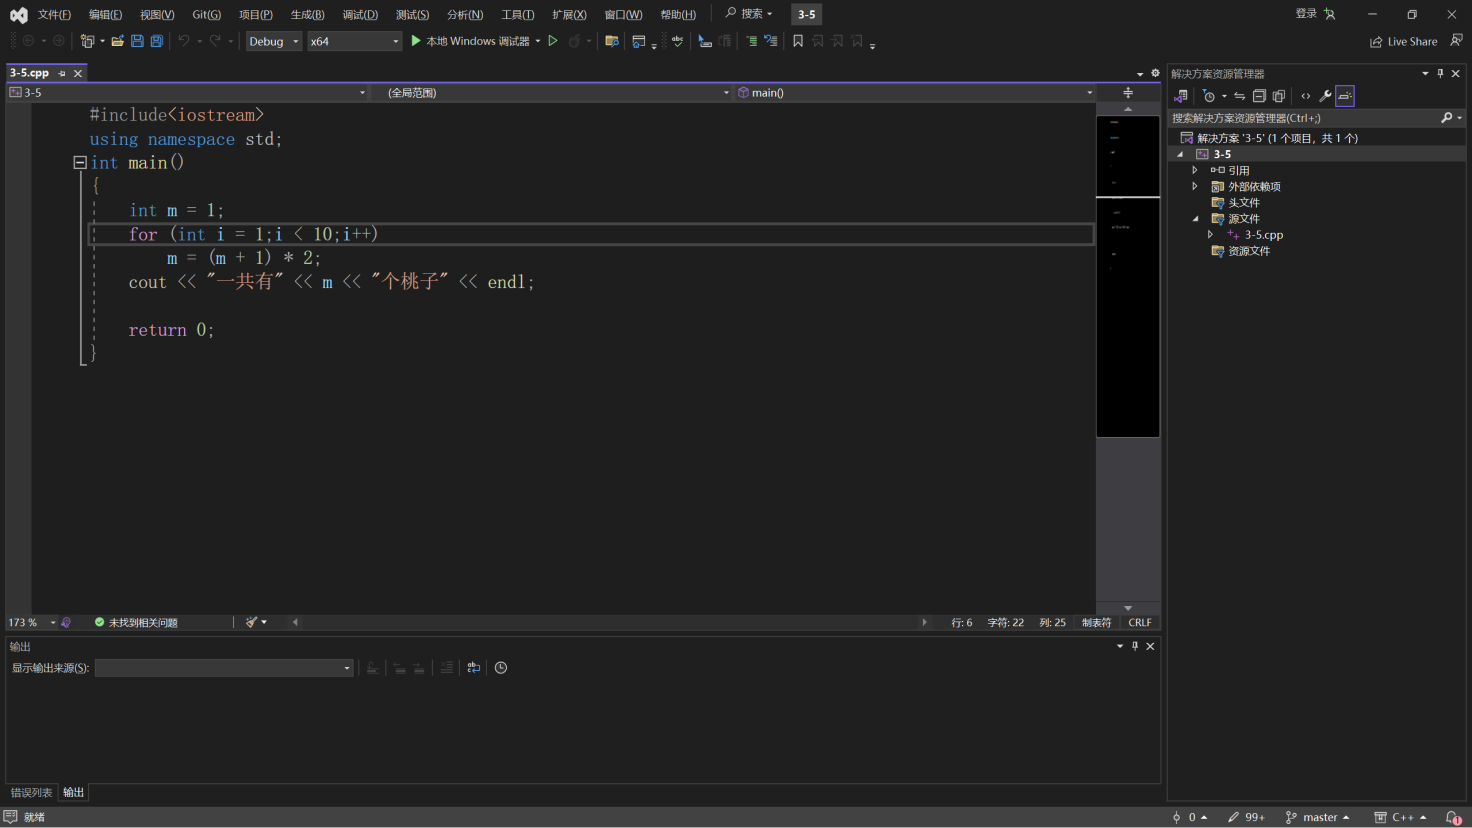 文件(F) 编辑(E) 视图(V) Git(G) 项目(P) 生成(B) 调试(D) 测试(S) 分析(N) 工具(T) 扩展(X) 窗口(W) 帮助(H) 搜索 3-5 登录
Debug x64 本地 Windows 调试器 Live Share
3-5.cpp
3-5 (全局范围) main()
#include<iostream>
using namespace std;
int main()
{
int m = 1;
for (int i = 1;i < 10;i++)
m = (m + 1) * 2;
cout << "一共有" << m << "个桃子" << endl;
return 0;
}
173 % 未找到相关问题 行: 6 字符: 22 列: 25 制表符 CRLF
输出
显示输出来源(S):
错误列表 输出
解决方案资源管理器
搜索解决方案资源管理器(Ctrl+;)
解决方案 '3-5' (1 个项目，共 1 个)
3-5
引用
外部依赖项
头文件
源文件
3-5.cpp
资源文件
就绪 0 99+ master C++ 1